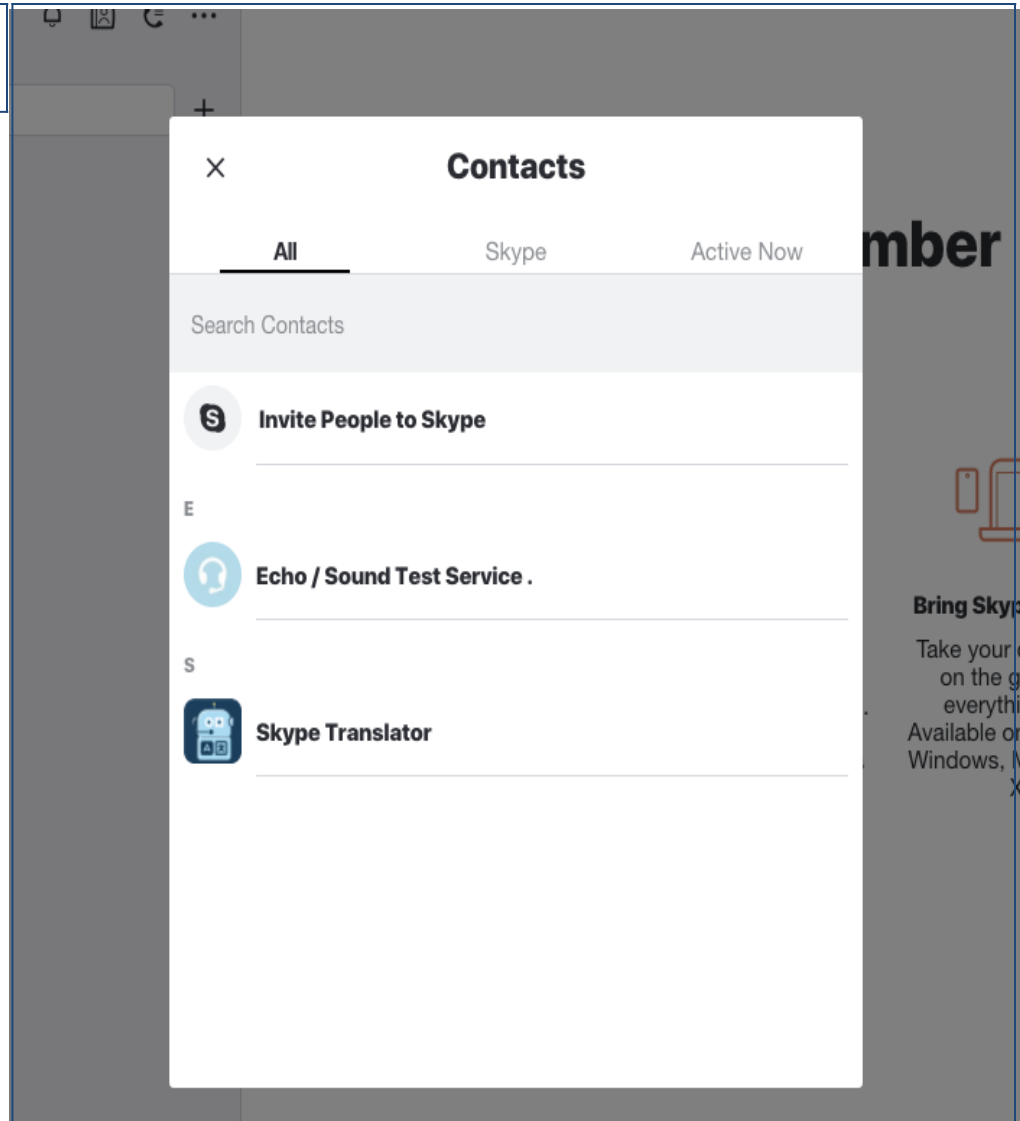 Contacts
All Skype Active Now
mber
Search Contacts
Invite People to Skype
E
Echo / Sound Test Service .
S
Skype Translator
Bring Skyp
Take your
on the g
everythi
Available or
Windows,
X